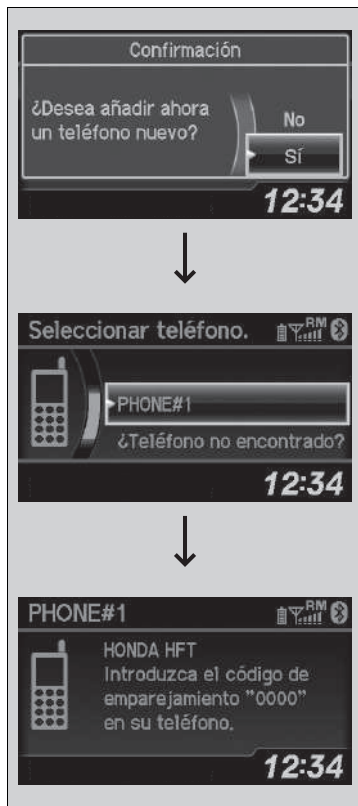 Confirmación
¿Desea añadir ahora
un teléfono nuevo?
No
Sí
12:34
Seleccionar teléfono.
RM
PHONE#1
¿Teléfono no encontrado?
12:34
PHONE#1
RM
HONDA HFT
Introduzca el código de
emparejamiento "0000"
en su teléfono.
12:34